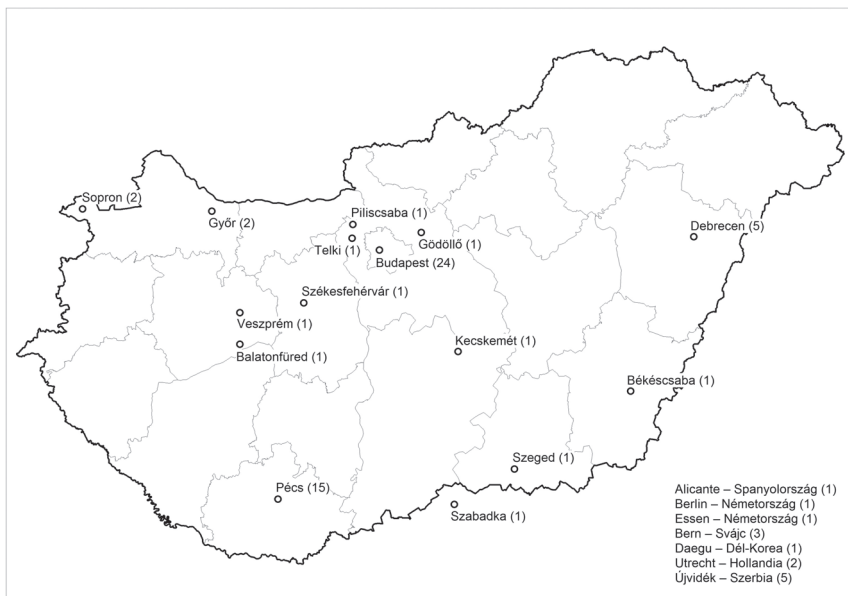 Sopron (2)
Győr (2)
Piliscsaba (1)
Telki (1)
Gödöllő (1)
Budapest (24)
Debrecen (5)
Székesfehérvár (1)
Veszprém (1)
Balatonfüred (1)
Kecskemét (1)
Békéscsaba (1)
Szeged (1)
Pécs (15)
Szabadka (1)
Alicante – Spanyolország (1)
Berlin – Németország (1)
Essen – Németország (1)
Bern – Svájc (3)
Daegu – Dél-Korea (1)
Utrecht – Hollandia (2)
Újvidék – Szerbia (5)